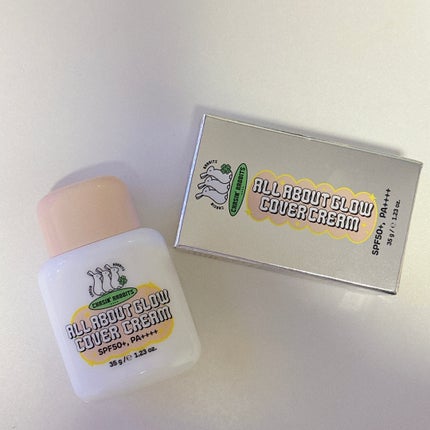 RABBITS
CHASIN' RABBITS
ALL ABOUT GLOW
COVER CREAM
SPF50+, PA++++
35 g / ℮ 1.23 oz.
CHASIN' RABBITS
ALL ABOUT GLOW
COVER CREAM
SPF50+, PA++++
35 g / ℮ 1.23 oz.